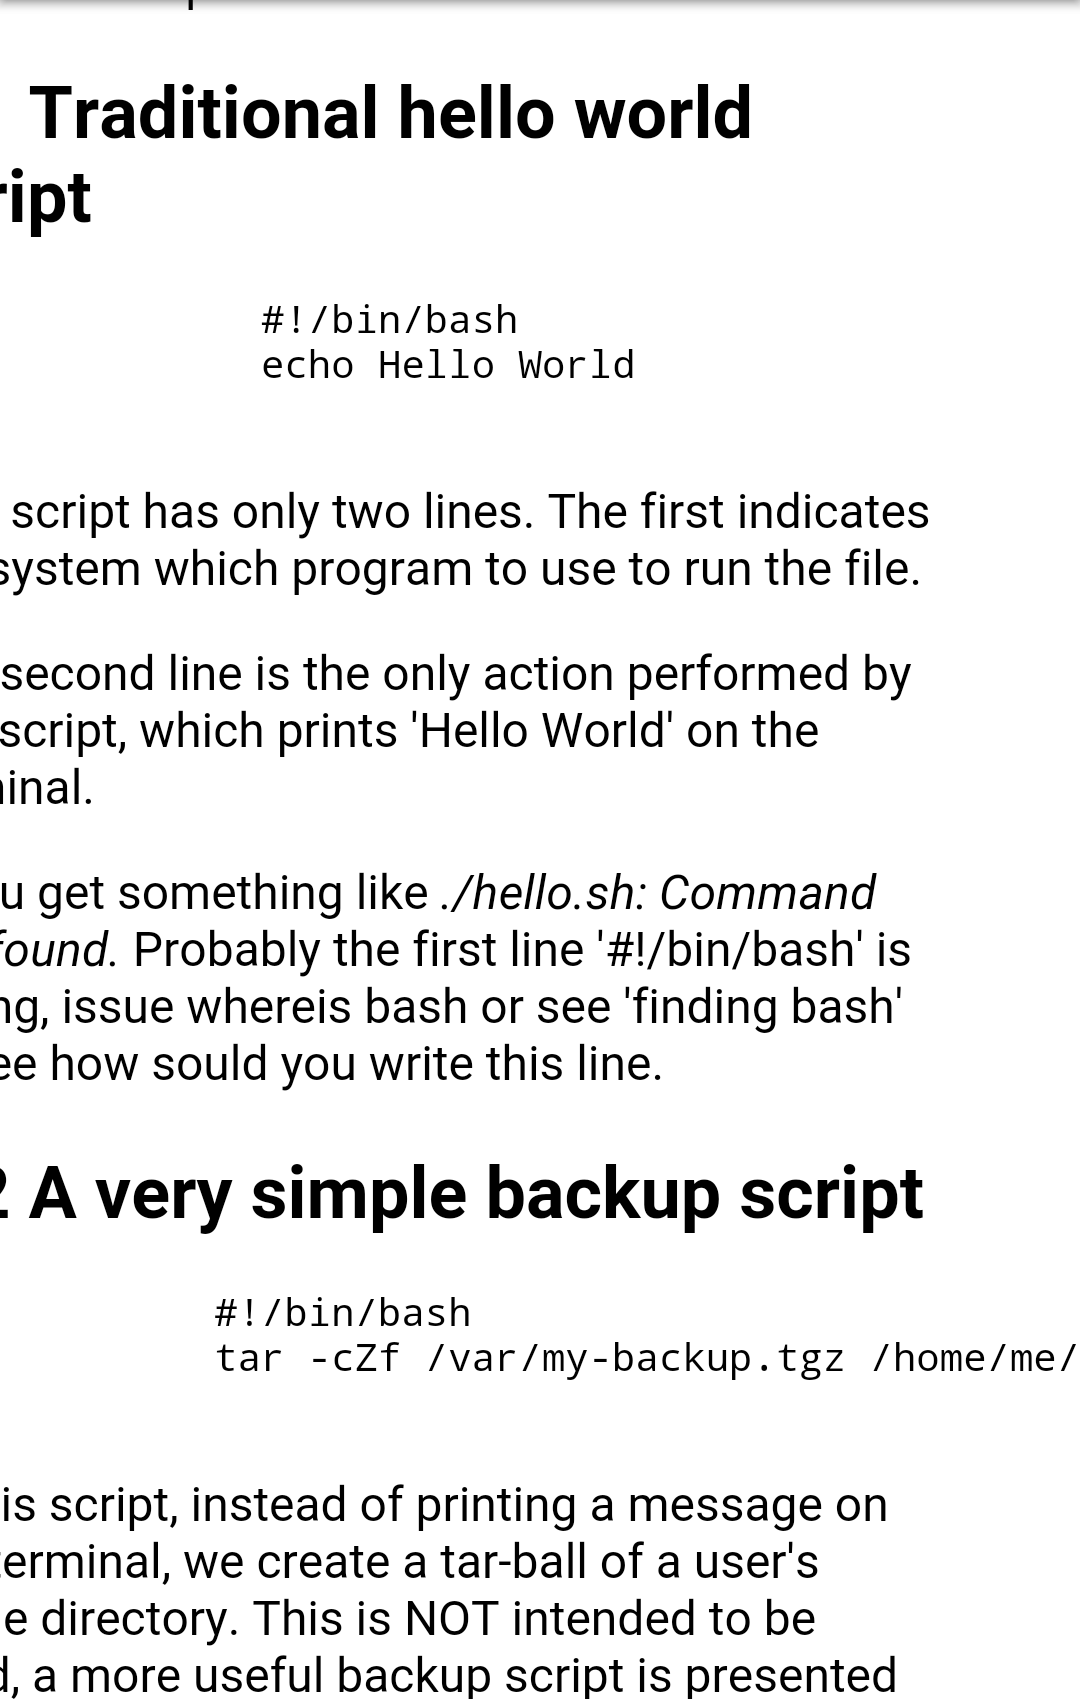 Traditional hello world
ript
#!/bin/bash
echo Hello World
script has only two lines. The first indicates
system which program to use to run the file.
second line is the only action performed by
script, which prints 'Hello World' on the
inal.
u get something like ./hello.sh: Command
found. Probably the first line '#!/bin/bash' is
ng, issue whereis bash or see 'finding bash'
ee how sould you write this line.
2 A very simple backup script
#!/bin/bash
tar -cZf /var/my-backup.tgz /home/me/
is script, instead of printing a message on
terminal, we create a tar-ball of a user's
e directory. This is NOT intended to be
d, a more useful backup script is presented